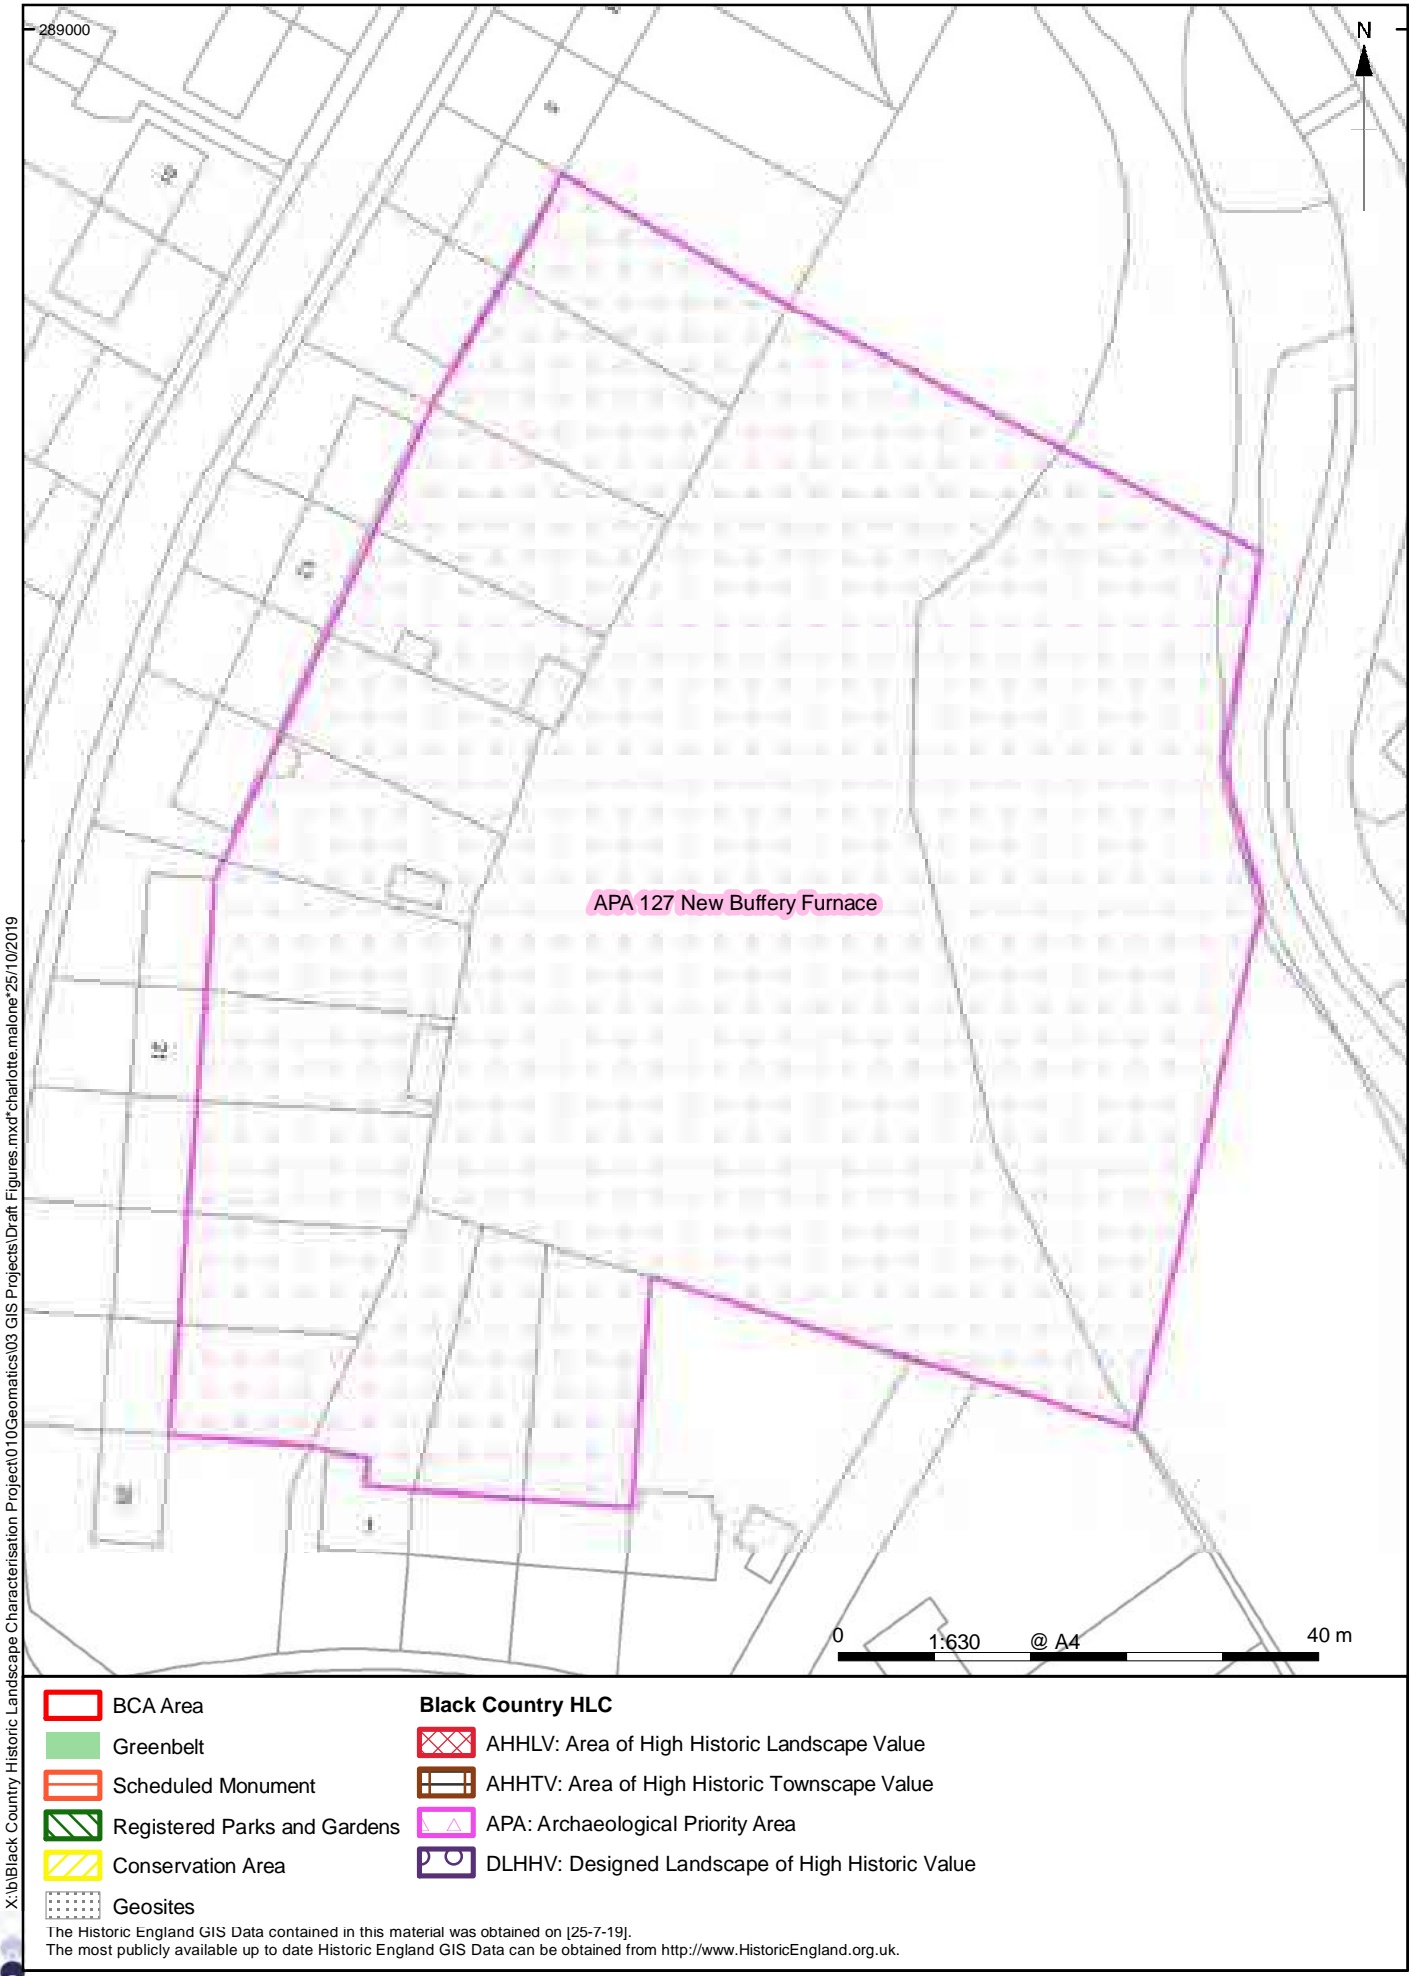 289000
N
APA 127 New Buffery Furnace
0
1:630 @ A4
40 m
BCA Area
Greenbelt
Scheduled Monument
Registered Parks and Gardens
Conservation Area
Geosites
Black Country HLC
AHHLV: Area of High Historic Landscape Value
AHHTV: Area of High Historic Townscape Value
APA: Archaeological Priority Area
DLHHV: Designed Landscape of High Historic Value
The Historic England GIS Data contained in this material was obtained on [25-7-19].
The most publicly available up to date Historic England GIS Data can be obtained from http://www.HistoricEngland.org.uk.
X:\b\Black Country Historic Landscape Characterisation Project\010Geomatics\03 GIS Projects\Draft Figures.mxd*charlotte.malone*25/10/2019